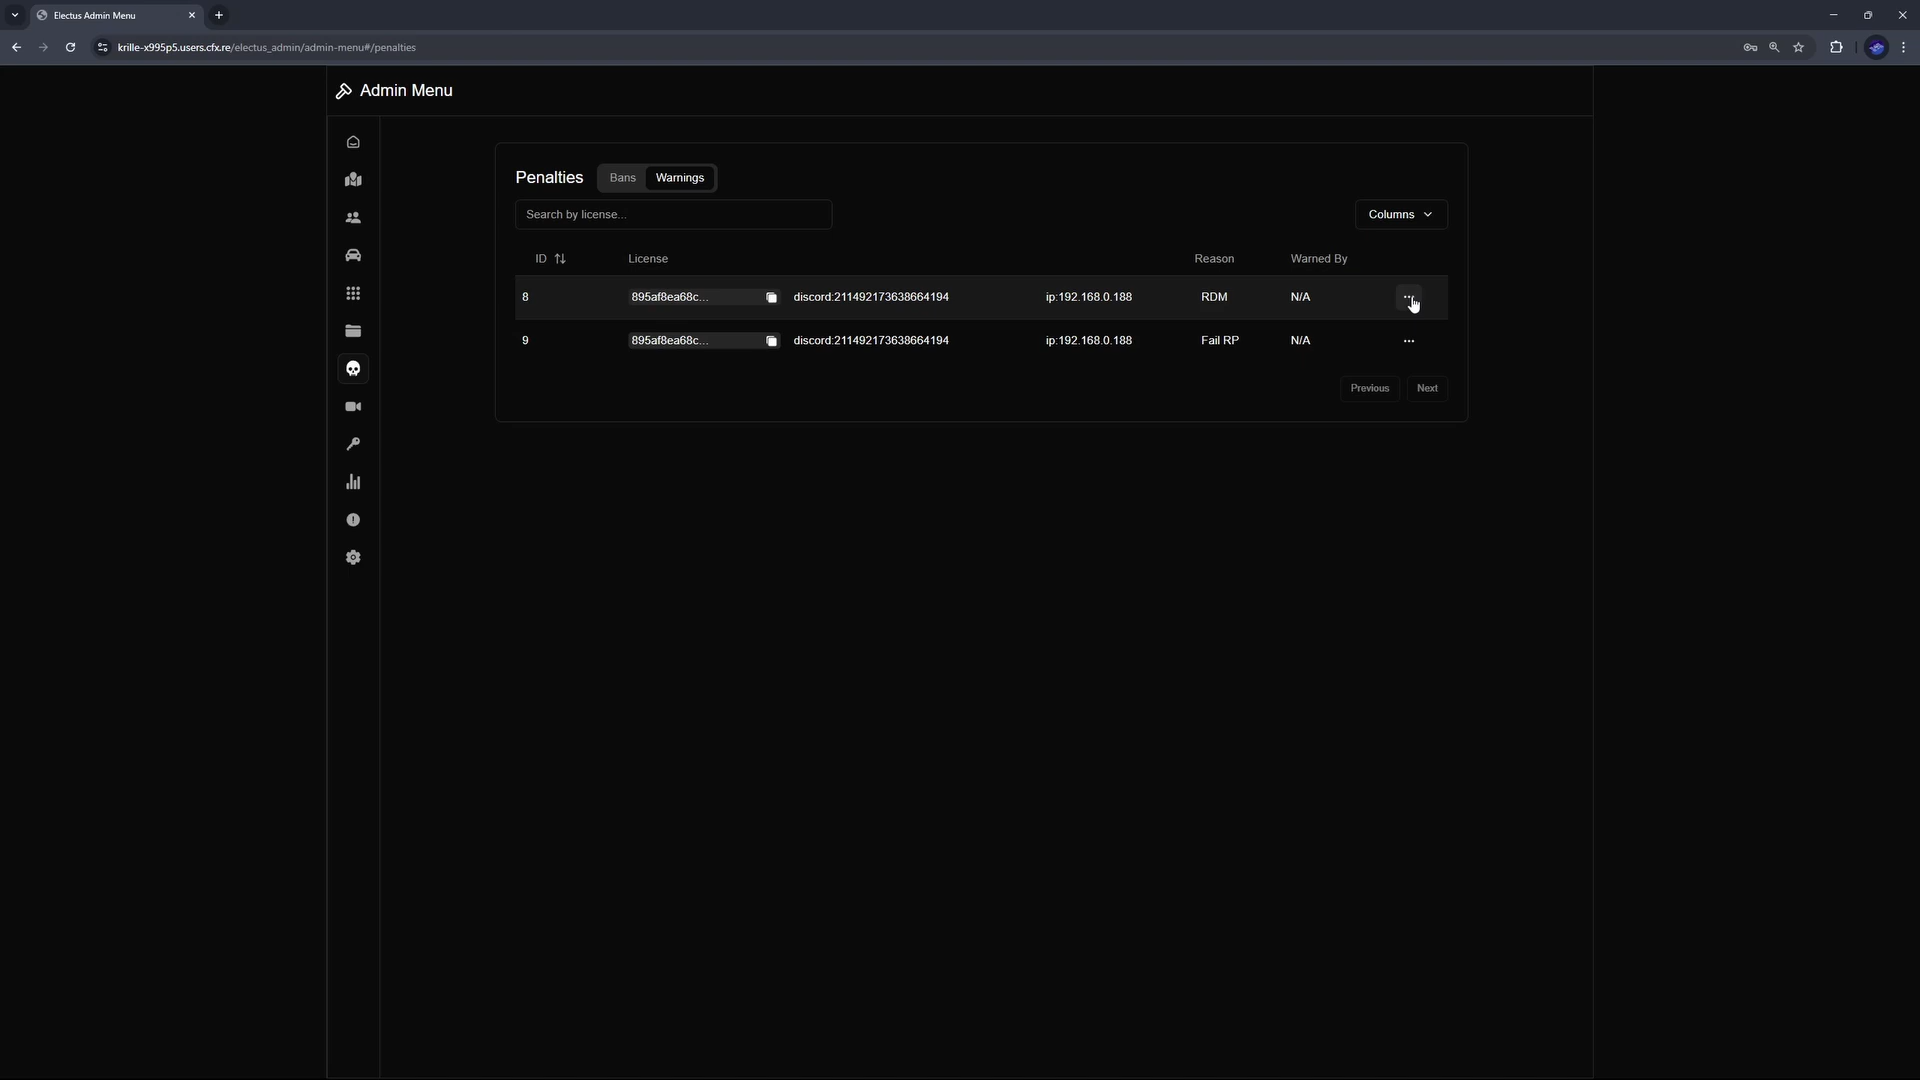 Electus Admin Menu
krille-x995p5.users.cfx.re/electus_admin/admin-menu#/penalties
Admin Menu
Penalties Bans Warnings
Search by license... Columns
ID License Reason Warned By
8 895af8ea68c... discord:211492173638664194 ip:192.168.0.188 RDM N/A ...
9 895af8ea68c... discord:211492173638664194 ip:192.168.0.188 Fail RP N/A ...
Previous Next